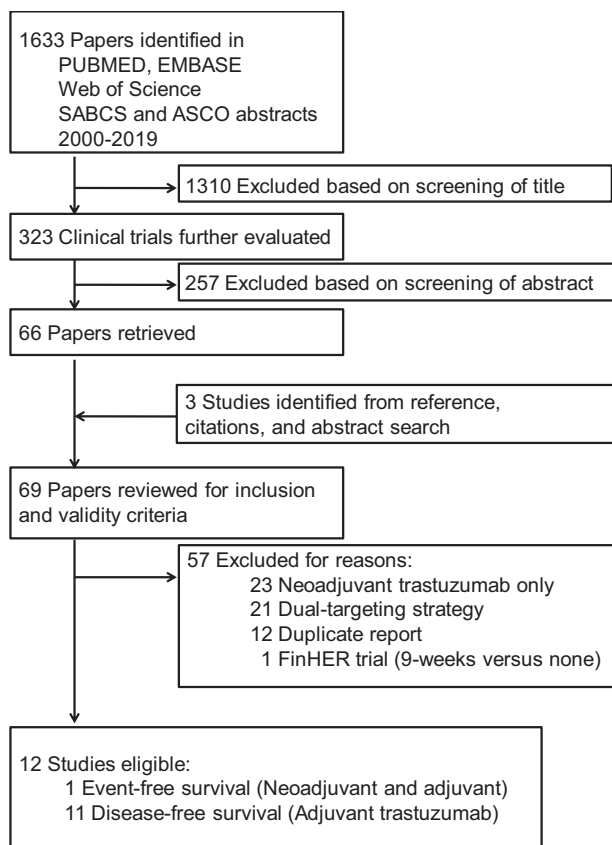 1633 Papers identified in
PUBMED, EMBASE
Web of Science
SABCS and ASCO abstracts
2000-2019
1310 Excluded based on screening of title
323 Clinical trials further evaluated
257 Excluded based on screening of abstract
66 Papers retrieved
3 Studies identified from reference,
citations, and abstract search
69 Papers reviewed for inclusion
and validity criteria
57 Excluded for reasons:
23 Neoadjuvant trastuzumab only
21 Dual-targeting strategy
12 Duplicate report
1 FinHER trial (9-weeks versus none)
12 Studies eligible:
1 Event-free survival (Neoadjuvant and adjuvant)
11 Disease-free survival (Adjuvant trastuzumab)